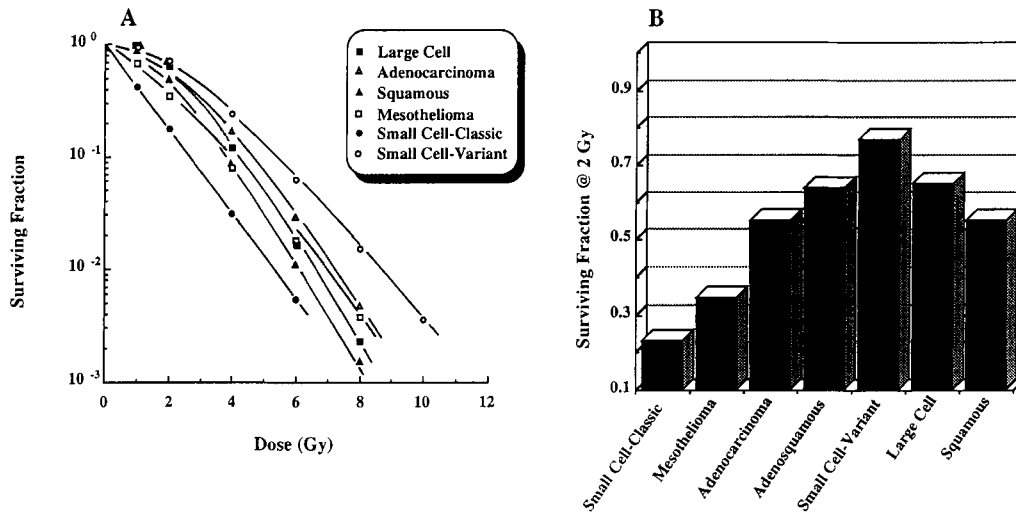 A
Surviving Fraction
10 0
10 -1
10 -2
10 -3
0 2 4 6 8 10 12
Dose (Gy)
Large Cell
Adenocarcinoma
Squamous
Mesothelioma
Small Cell-Classic
Small Cell-Variant
B
Surviving Fraction @ 2 Gy
0.9
0.7
0.5
0.3
0.1
Small Cell-Classic
Mesothelioma
Adenocarcinoma
Adenosquamous
Small Cell-Variant
Large Cell
Squamous